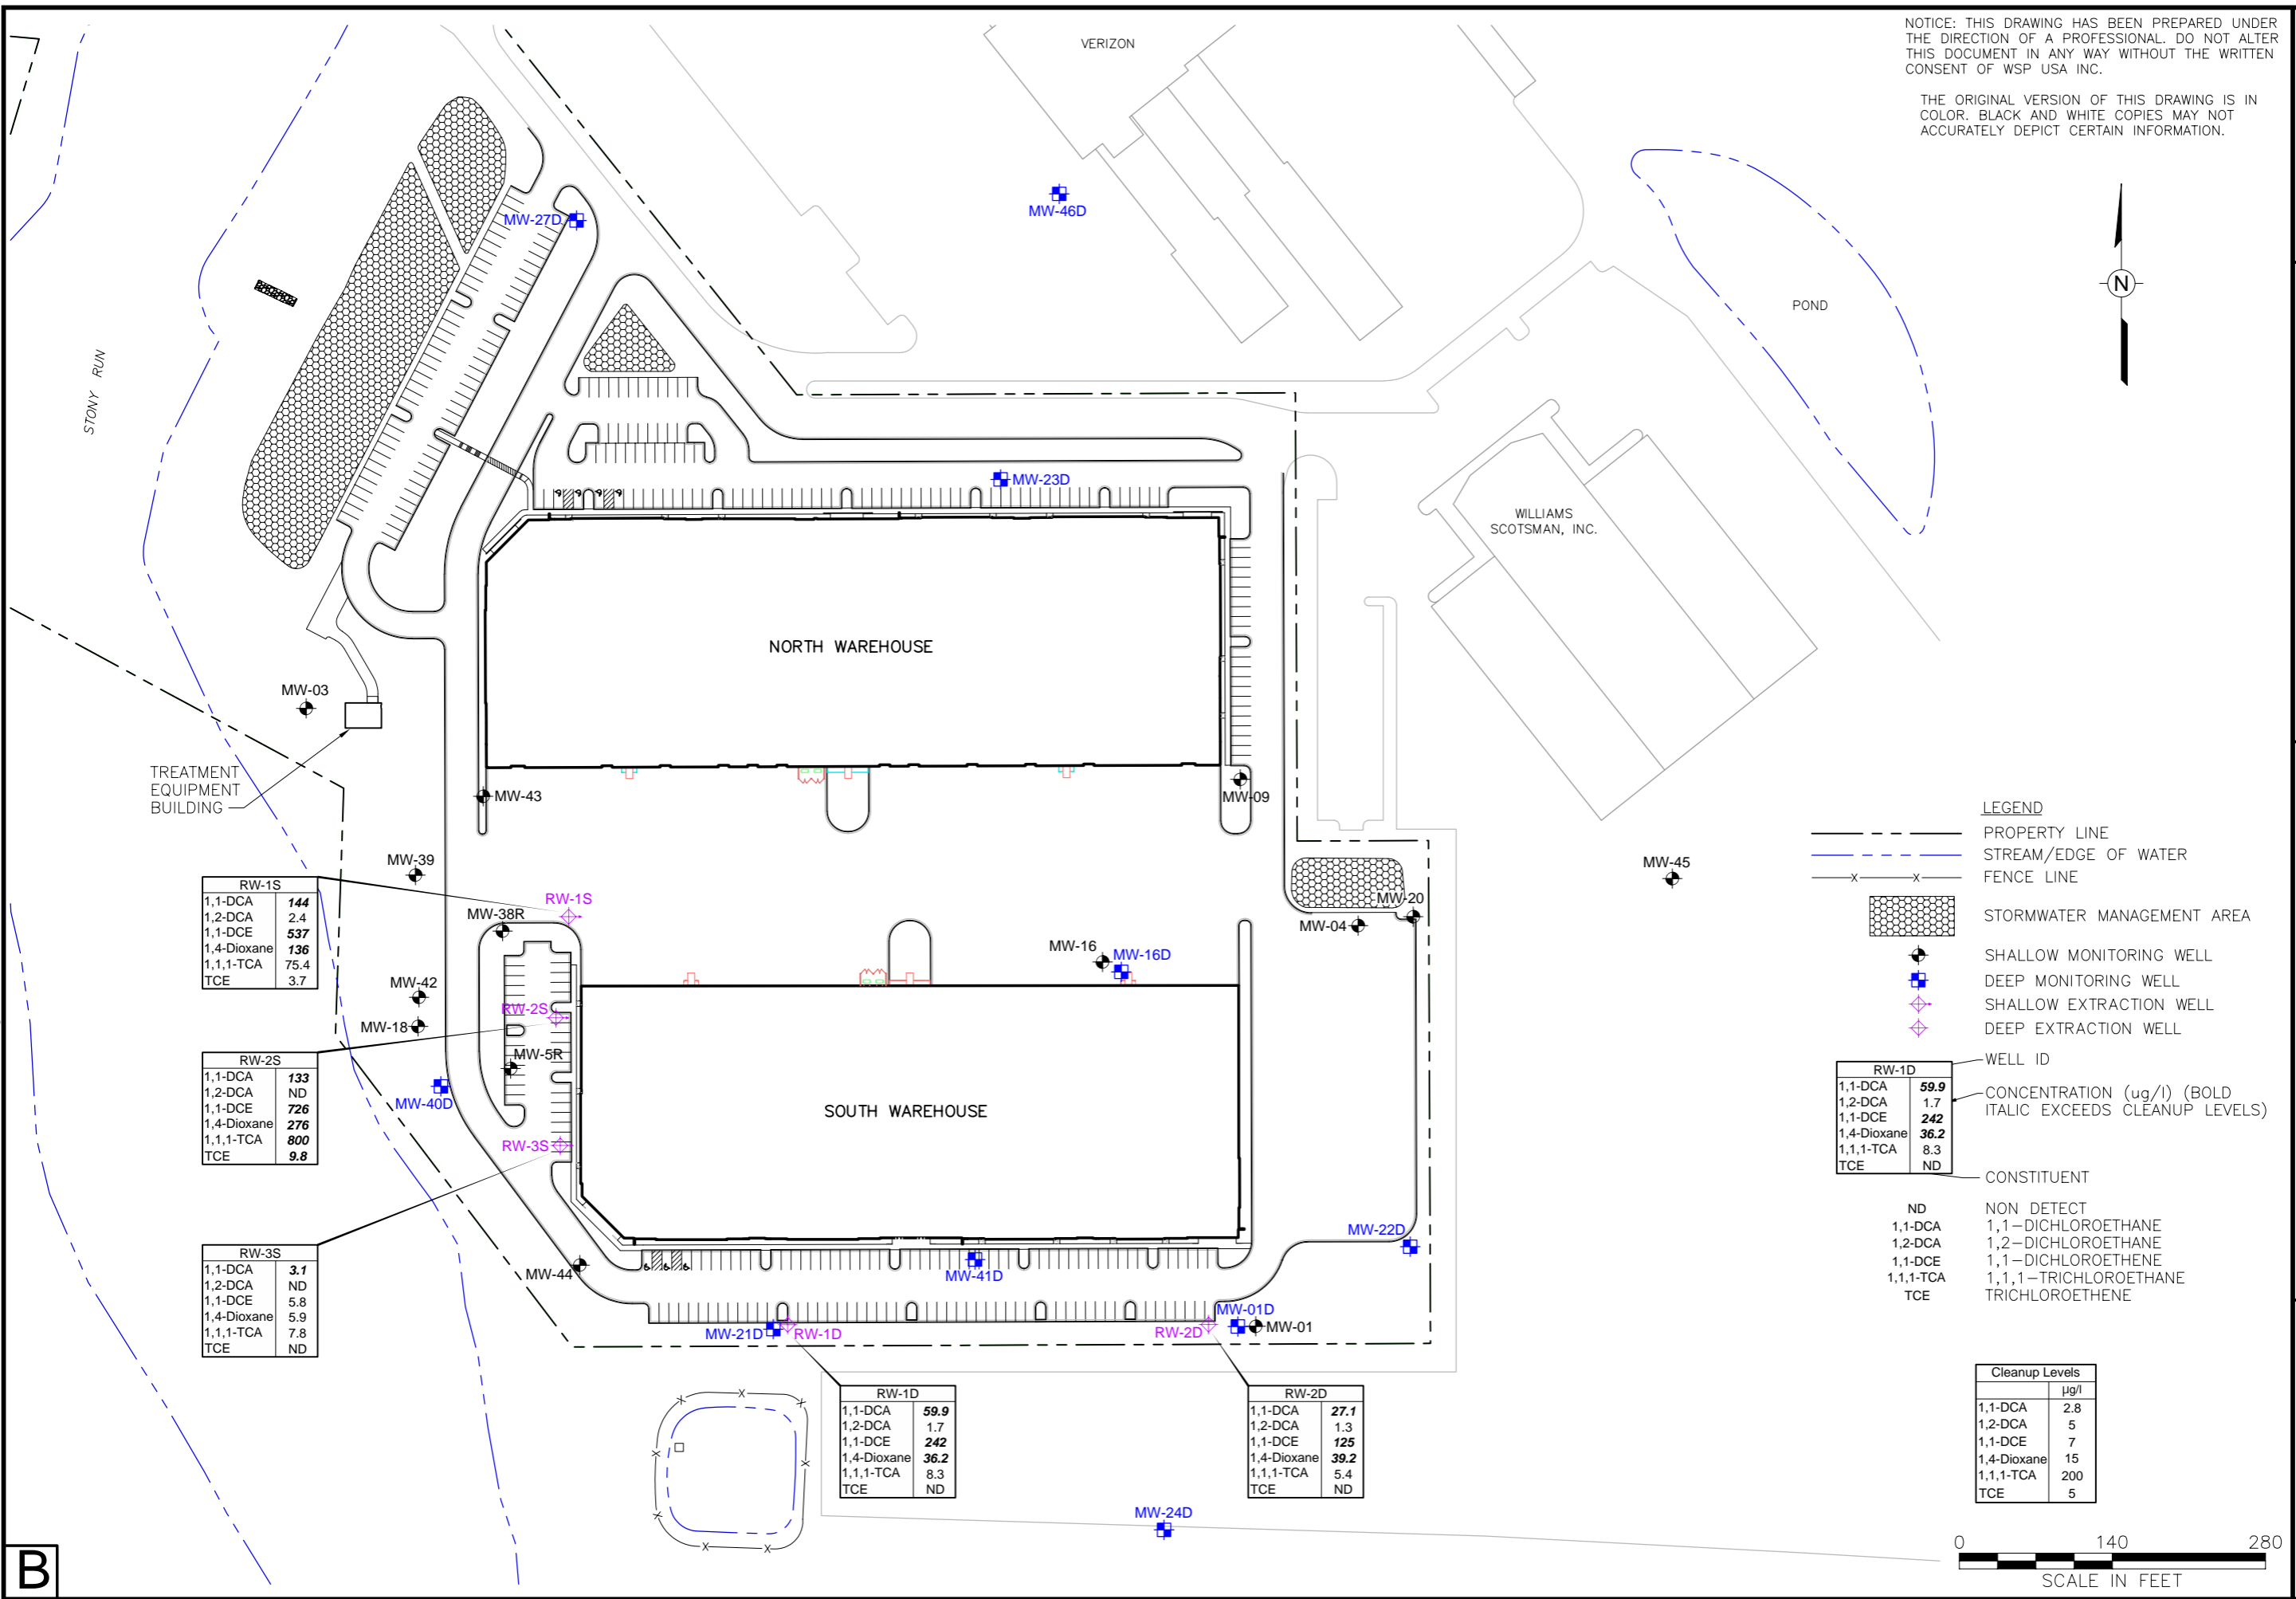 NOTICE: THIS DRAWING HAS BEEN PREPARED UNDER
THE DIRECTION OF A PROFESSIONAL. DO NOT ALTER
THIS DOCUMENT IN ANY WAY WITHOUT THE WRITTEN
CONSENT OF WSP USA INC.
THE ORIGINAL VERSION OF THIS DRAWING IS IN
COLOR. BLACK AND WHITE COPIES MAY NOT
ACCURATELY DEPICT CERTAIN INFORMATION.
VERIZON
MW-46D
MW-27D
N
POND
STONY RUN
MW-23D
WILLIAMS
SCOTSMAN, INC.
NORTH WAREHOUSE
MW-03
TREATMENT
EQUIPMENT
BUILDING
MW-43
MW-09
MW-39
MW-45
RW-1S
MW-38R
MW-20
MW-04
MW-16
MW-16D
MW-42
MW-18
RW-2S
MW-5R
MW-40D
SOUTH WAREHOUSE
RW-3S
MW-44
MW-41D
MW-22D
MW-21D
RW-1D
RW-2D
MW-01D
MW-01
MW-24D
RW-1S
1,1-DCA 144
1,2-DCA 2.4
1,1-DCE 537
1,4-Dioxane 136
1,1,1-TCA 75.4
TCE 3.7
RW-2S
1,1-DCA 133
1,2-DCA ND
1,1-DCE 726
1,4-Dioxane 276
1,1,1-TCA 800
TCE 9.8
RW-3S
1,1-DCA 3.1
1,2-DCA ND
1,1-DCE 5.8
1,4-Dioxane 5.9
1,1,1-TCA 7.8
TCE ND
RW-1D
1,1-DCA 59.9
1,2-DCA 1.7
1,1-DCE 242
1,4-Dioxane 36.2
1,1,1-TCA 8.3
TCE ND
RW-2D
1,1-DCA 27.1
1,2-DCA 1.3
1,1-DCE 125
1,4-Dioxane 39.2
1,1,1-TCA 5.4
TCE ND
LEGEND
PROPERTY LINE
STREAM/EDGE OF WATER
X X FENCE LINE
STORMWATER MANAGEMENT AREA
SHALLOW MONITORING WELL
DEEP MONITORING WELL
SHALLOW EXTRACTION WELL
DEEP EXTRACTION WELL
WELL ID
CONCENTRATION (ug/l) (BOLD
ITALIC EXCEEDS CLEANUP LEVELS)
CONSTITUENT
RW-1D
1,1-DCA 59.9
1,2-DCA 1.7
1,1-DCE 242
1,4-Dioxane 36.2
1,1,1-TCA 8.3
TCE ND
ND NON DETECT
1,1-DCA 1,1-DICHLOROETHANE
1,2-DCA 1,2-DICHLOROETHANE
1,1-DCE 1,1-DICHLOROETHENE
1,1,1-TCA 1,1,1-TRICHLOROETHANE
TCE TRICHLOROETHENE
Cleanup Levels
µg/l
1,1-DCA 2.8
1,2-DCA 5
1,1-DCE 7
1,4-Dioxane 15
1,1,1-TCA 200
TCE 5
0 140 280
SCALE IN FEET
B